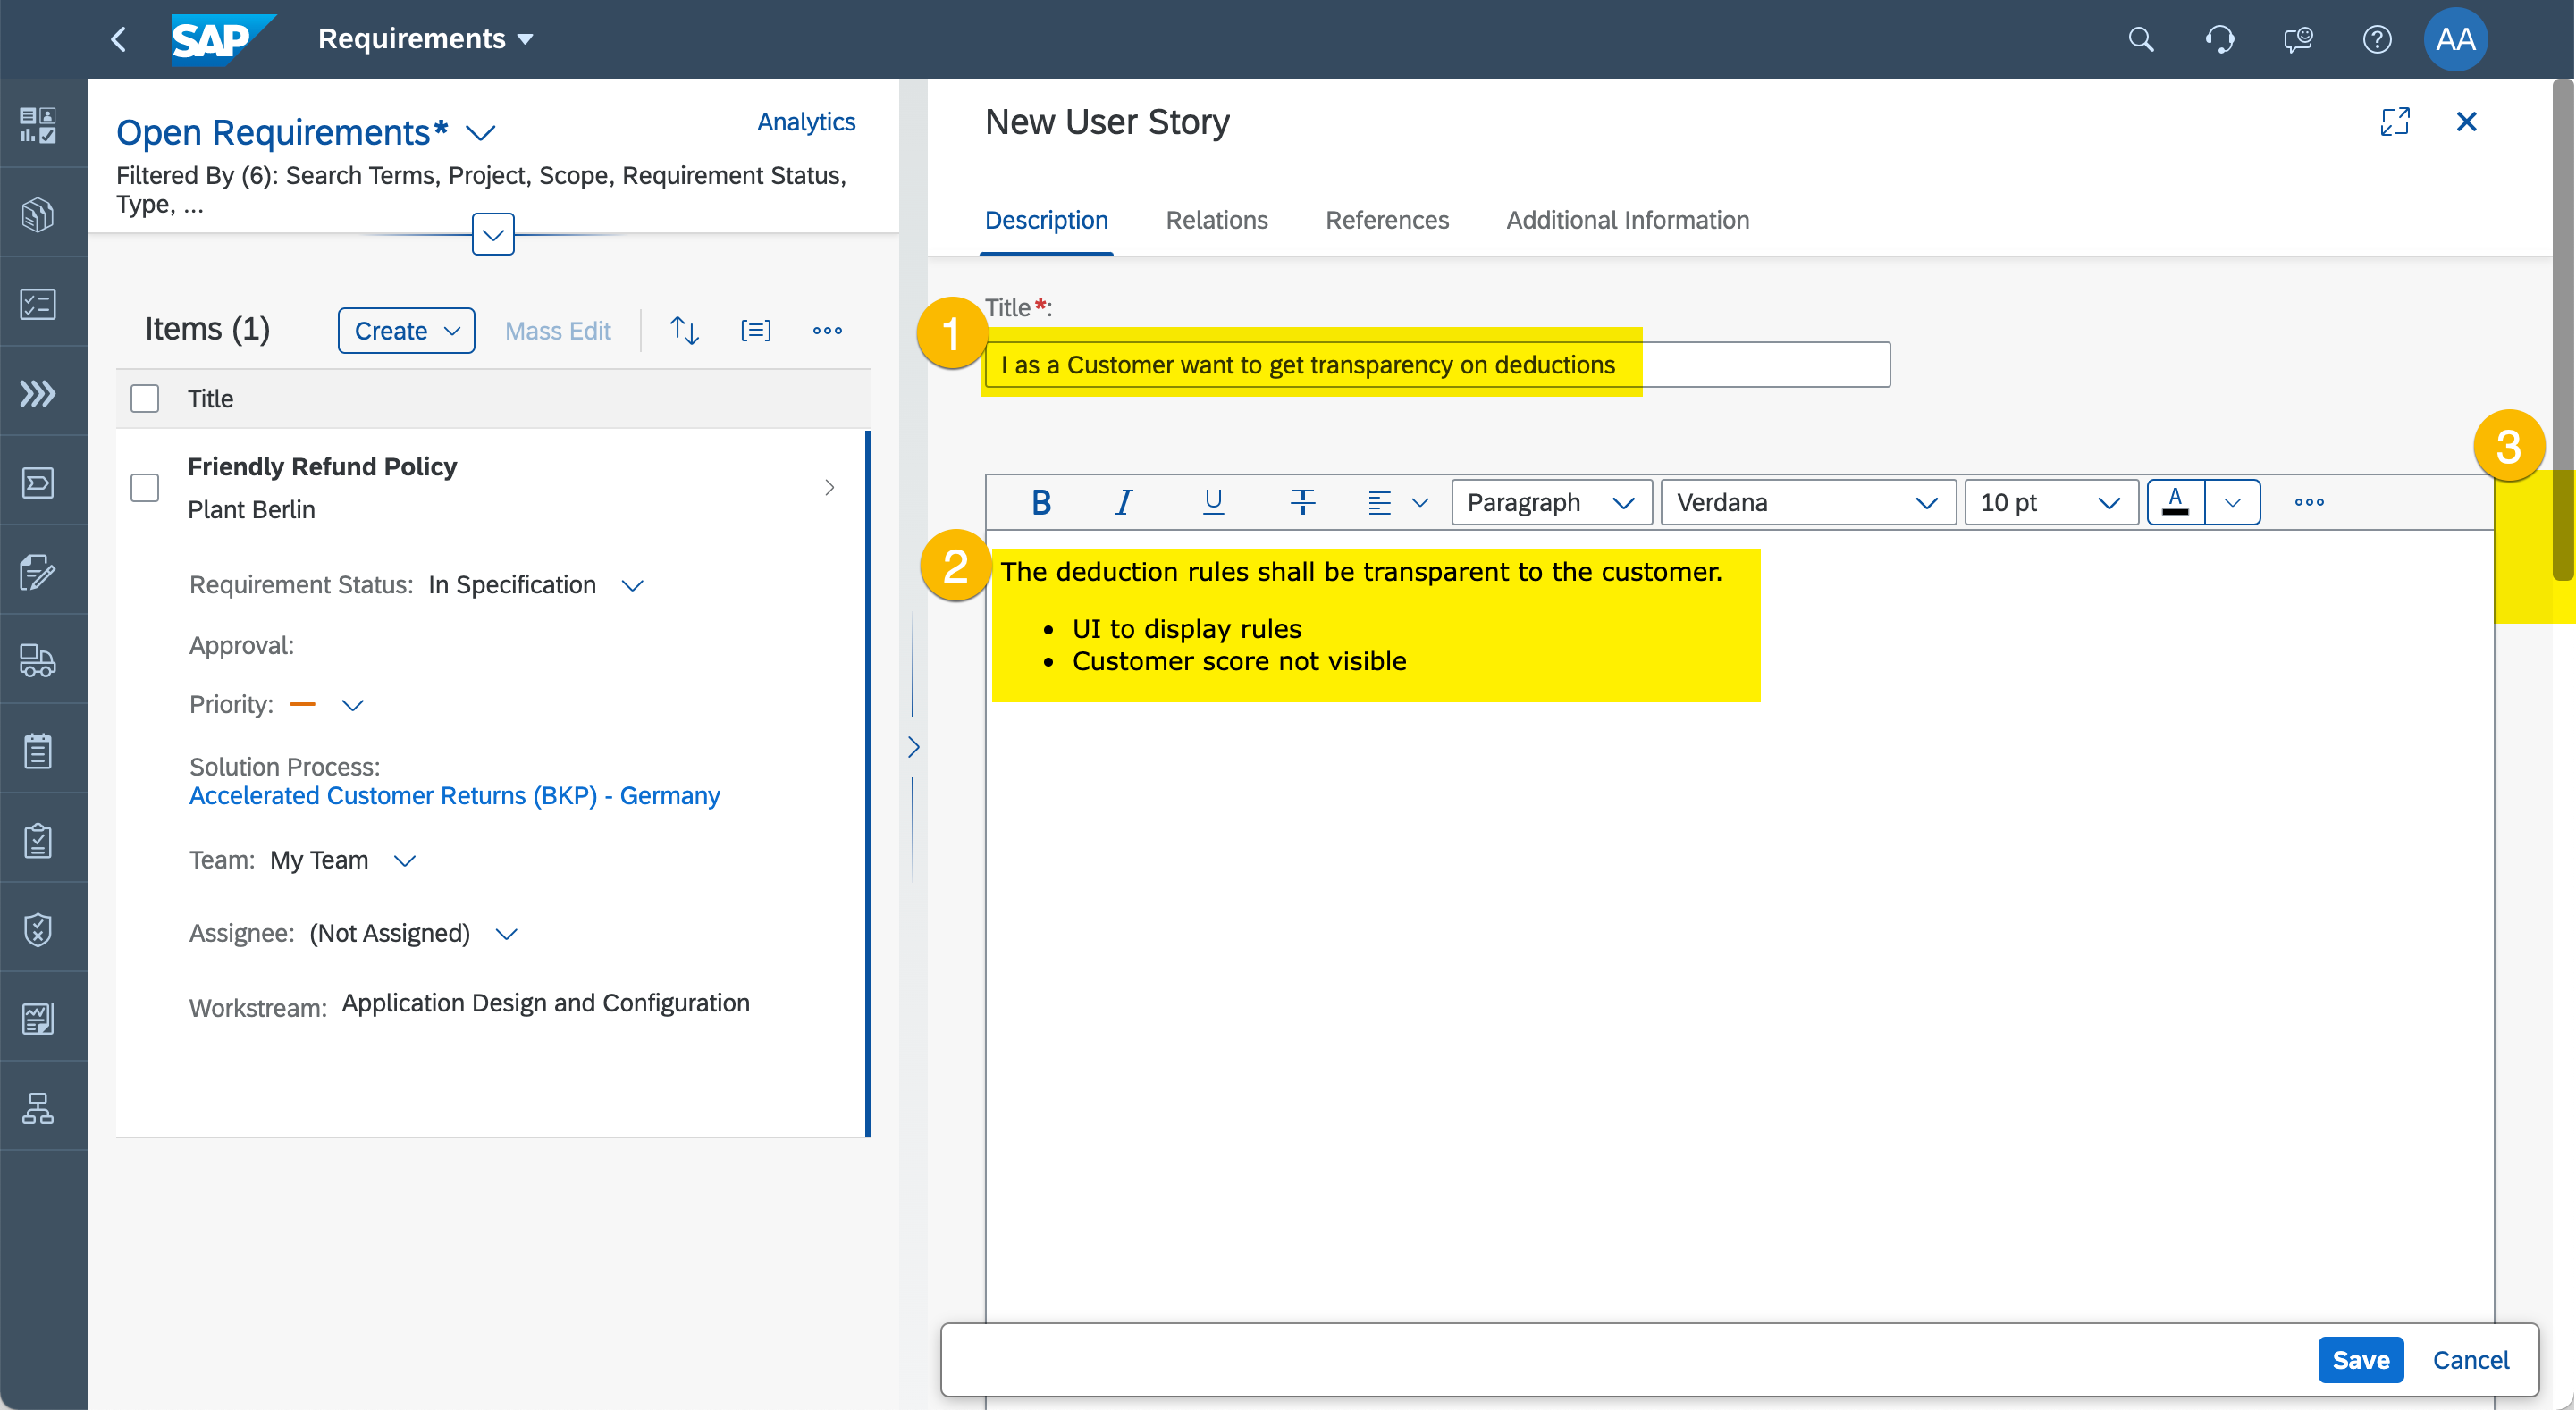 SAP
Requirements
AA
Open Requirements*
Analytics
Filtered By (6): Search Terms, Project, Scope, Requirement Status,
Type, ...
Items (1)
Create
Mass Edit
Title
Friendly Refund Policy
Plant Berlin
Requirement Status: In Specification
Approval:
Priority:
Solution Process:
Accelerated Customer Returns (BKP) - Germany
Team: My Team
Assignee: (Not Assigned)
Workstream: Application Design and Configuration
New User Story
Description Relations References Additional Information
1
Title*:
I as a Customer want to get transparency on deductions
3
B I U T Paragraph Verdana 10 pt A
2
The deduction rules shall be transparent to the customer.
• UI to display rules
• Customer score not visible
Save Cancel